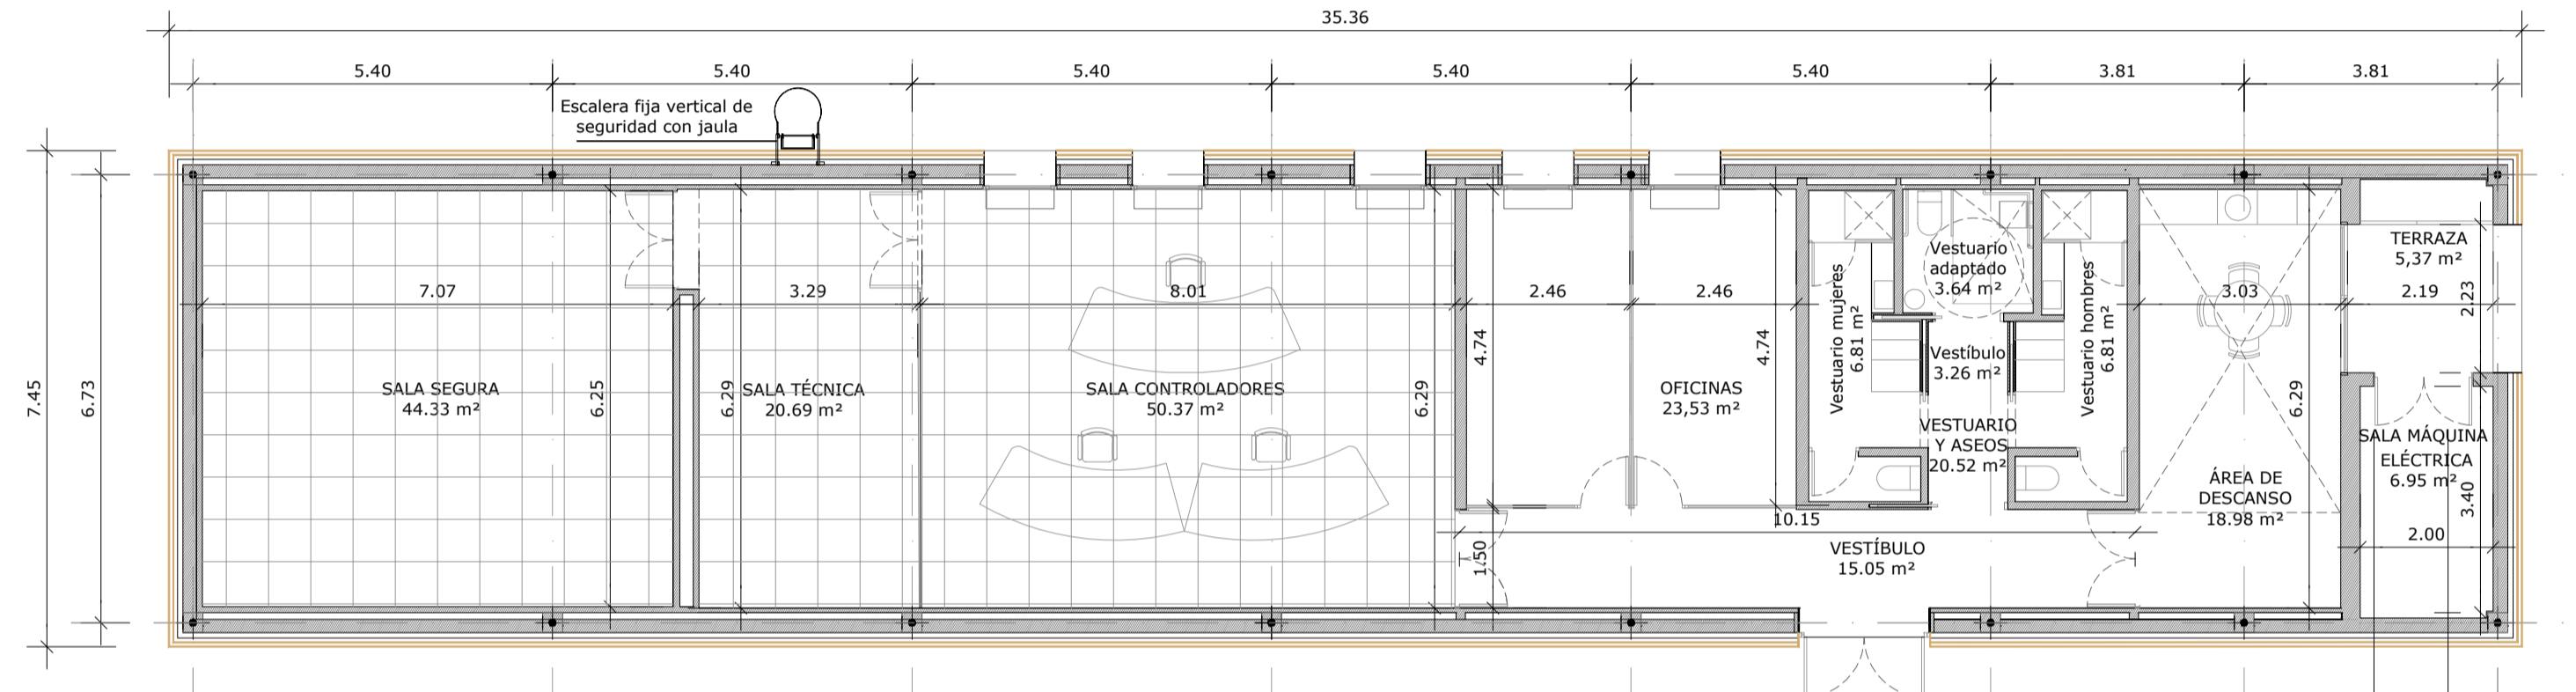 35.36
5.40
5.40
5.40
5.40
5.40
3.81
3.81
Escalera fija vertical de
seguridad con jaula
7.45
6.73
7.07
3.29
8.01
2.46
2.46
3.03
2.19
2.23
SALA SEGURA
44.33 m²
6.25
6.29
SALA TÉCNICA
20.69 m²
SALA CONTROLADORES
50.37 m²
6.29
4.74
OFICINAS
23,53 m²
4.74
Vestuario mujeres
6.81 m²
Vestuario
adaptado
3.64 m²
Vestíbulo
3.26 m²
VESTUARIO
Y ASEOS
20.52 m²
Vestuario hombres
6.81 m²
6.29
ÁREA DE
DESCANSO
18.98 m²
TERRAZA
5,37 m²
SALA MÁQUINA
ELÉCTRICA
6.95 m²
3.40
2.00
10.15
1.50
VESTÍBULO
15.05 m²